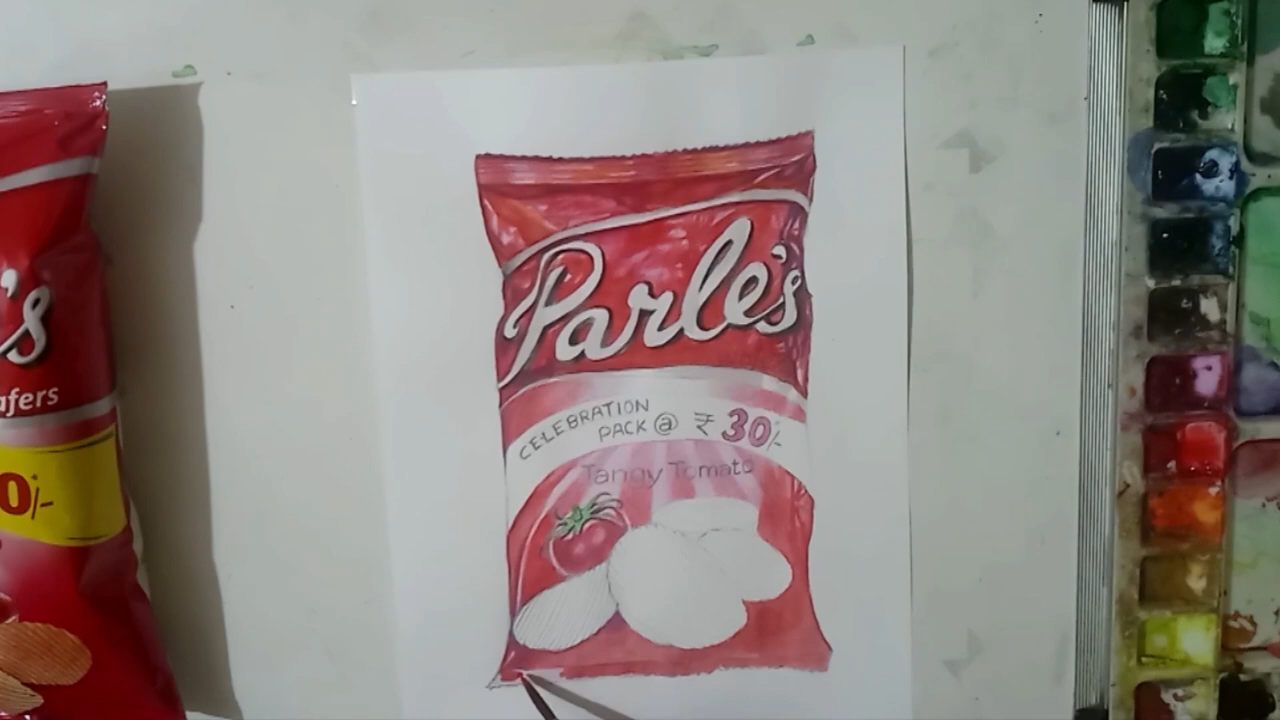 's
afers
0/-
Parle's
CELEBRATION
PACK @ ₹ 30/-
Tangy Tomato